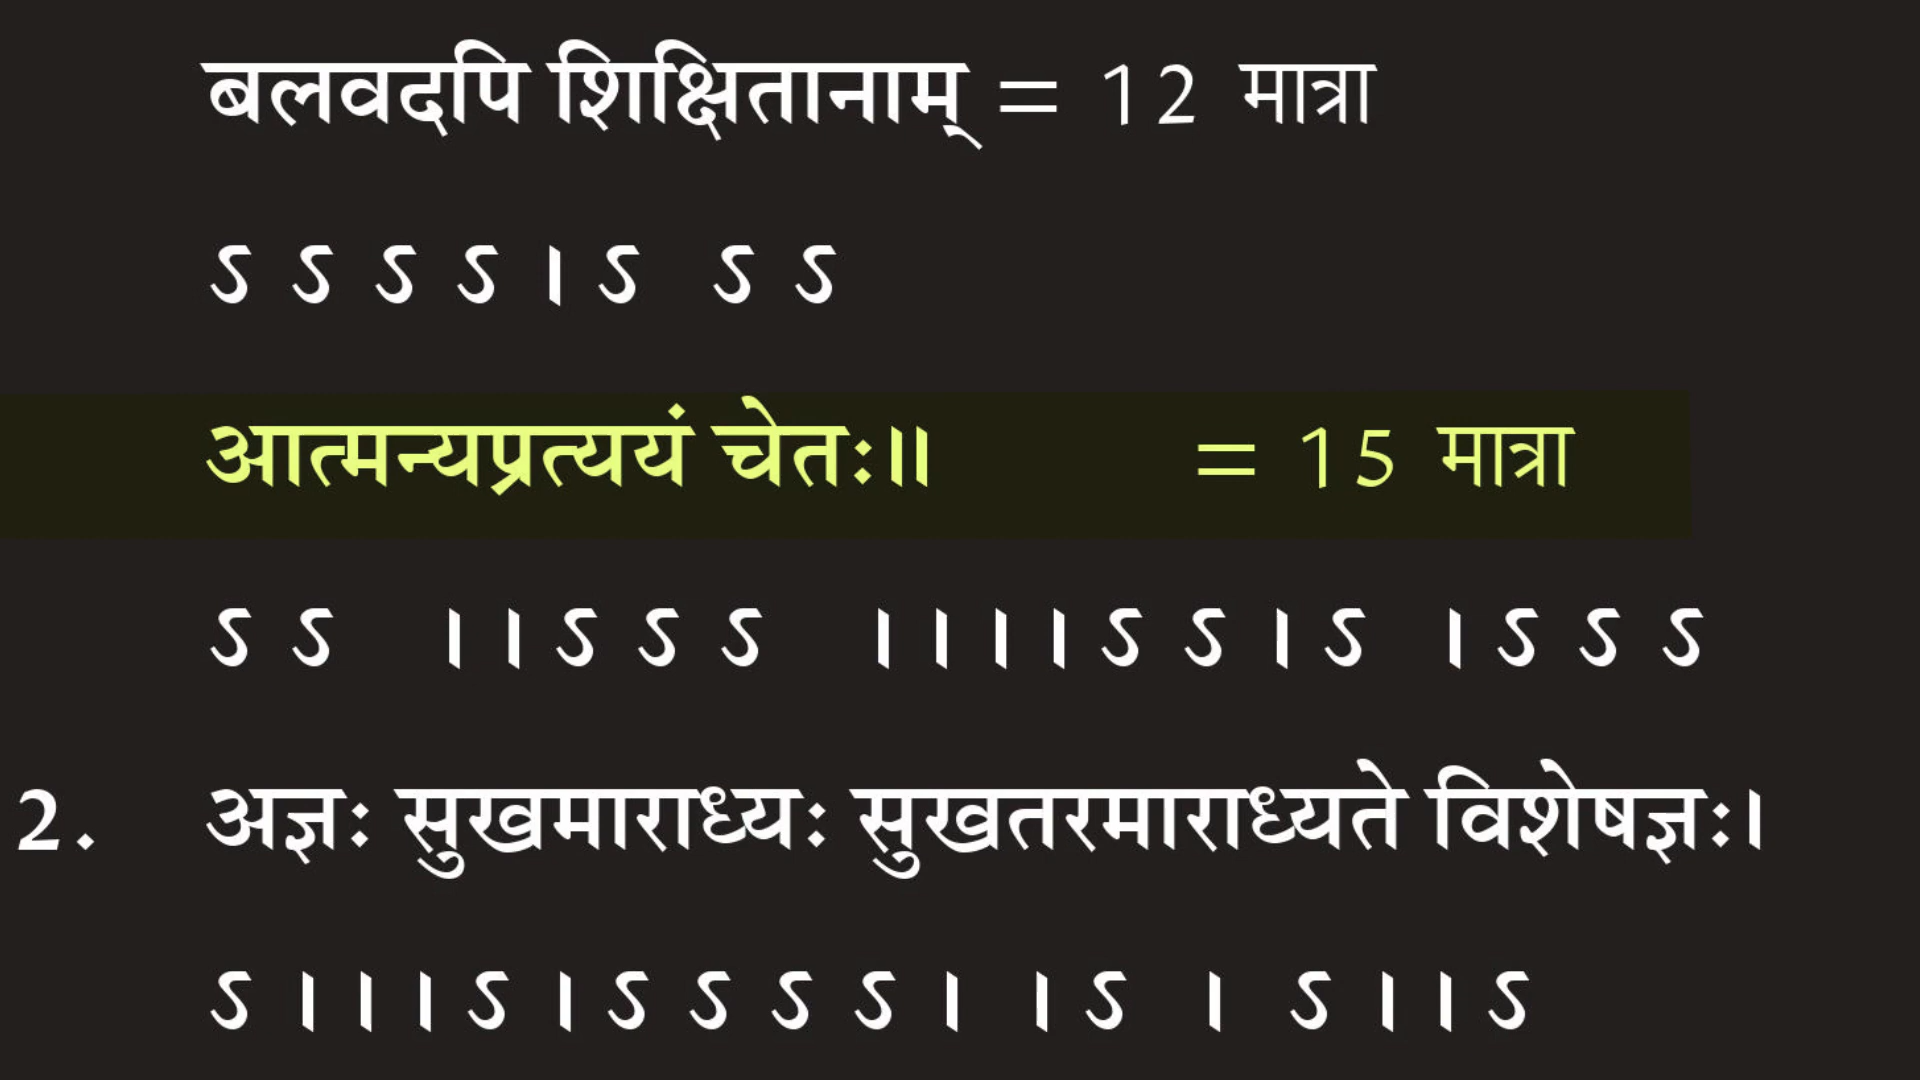 बलवदपि शिक्षितानाम् = 12 मात्रा
ऽ ऽ ऽ ऽ । ऽ ऽ ऽ
आत्मन्यप्रत्ययं चेतः॥ = 15 मात्रा
ऽ ऽ । । ऽ ऽ ऽ । । । । ऽ ऽ । ऽ । ऽ ऽ ऽ
2. अज्ञः सुखमाराध्यः सुखतरमाराध्यते विशेषज्ञः।
ऽ । । । ऽ । ऽ ऽ ऽ ऽ । । ऽ । ऽ । । ऽ